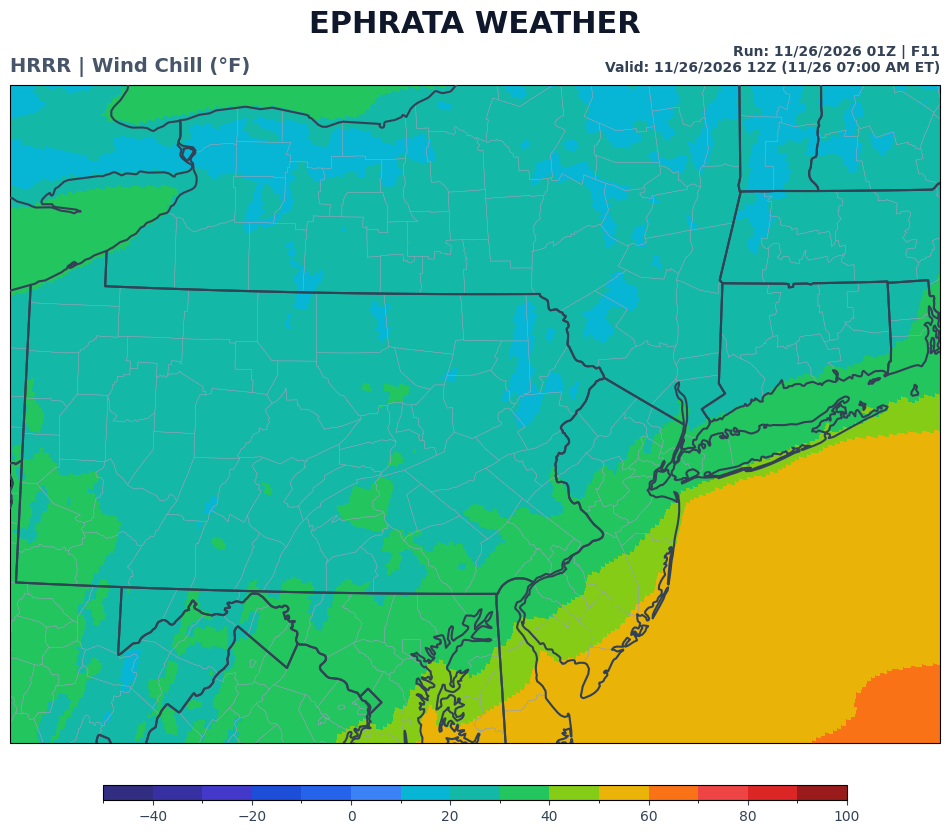 EPHRATA WEATHER
HRRR | Wind Chill (°F)
Run: 11/26/2026 01Z | F11
Valid: 11/26/2026 12Z (11/26 07:00 AM ET)
−40 −20 0 20 40 60 80 100